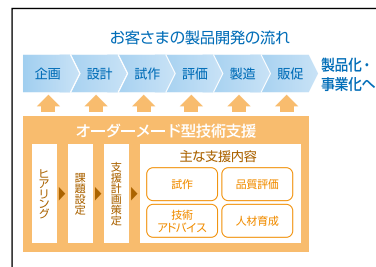 お客さまの製品開発の流れ
企画
設計
試作
評価
製造
販促
製品化・
事業化へ
オーダーメード型技術支援
ヒアリング
課題設定
支援計画策定
主な支援内容
試作
品質評価
技術
アドバイス
人材育成